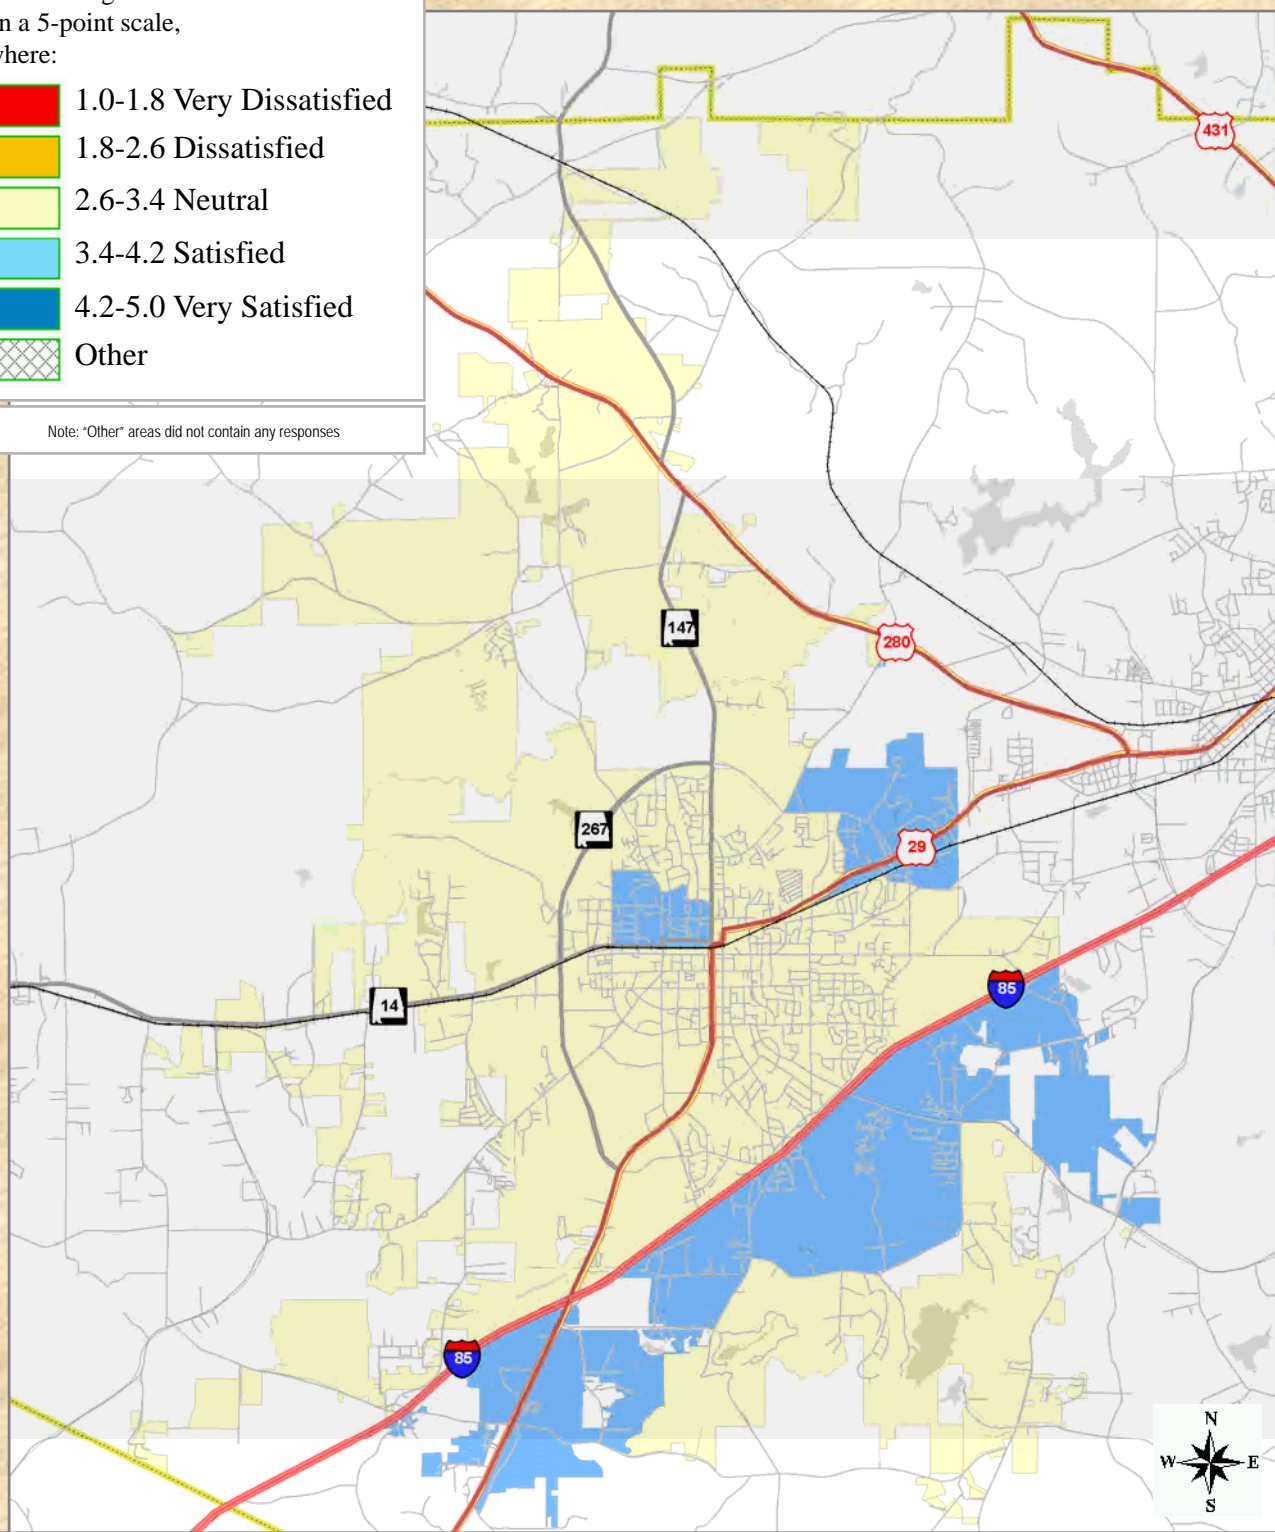 n a 5-point scale,
where:
1.0-1.8 Very Dissatisfied
1.8-2.6 Dissatisfied
2.6-3.4 Neutral
3.4-4.2 Satisfied
4.2-5.0 Very Satisfied
Other
Note: "Other" areas did not contain any responses
431
147
280
267
29
85
14
85
N
W E
S